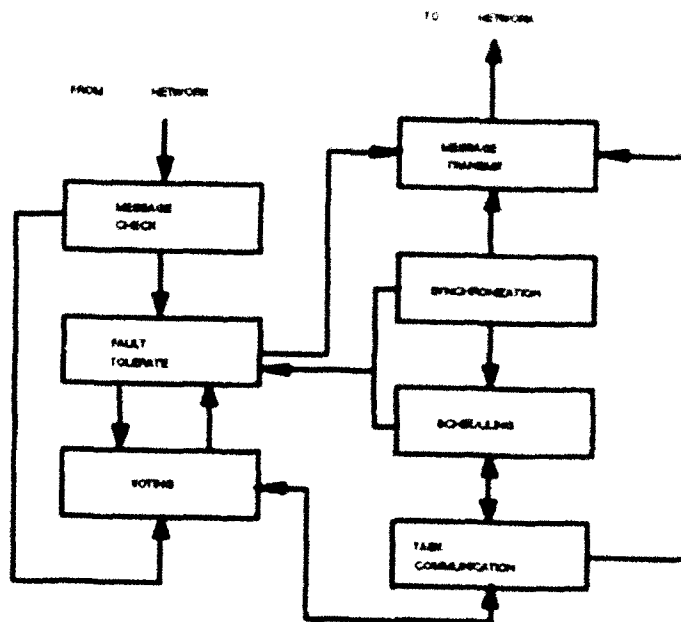 TO NETWORK
FROM NETWORK
MESSAGE
TRANSMIT
MESSAGE
CHECK
SYNCHRONIZATION
FAULT
TOLERATE
SCHEDULING
VOTING
TASK
COMMUNICATION